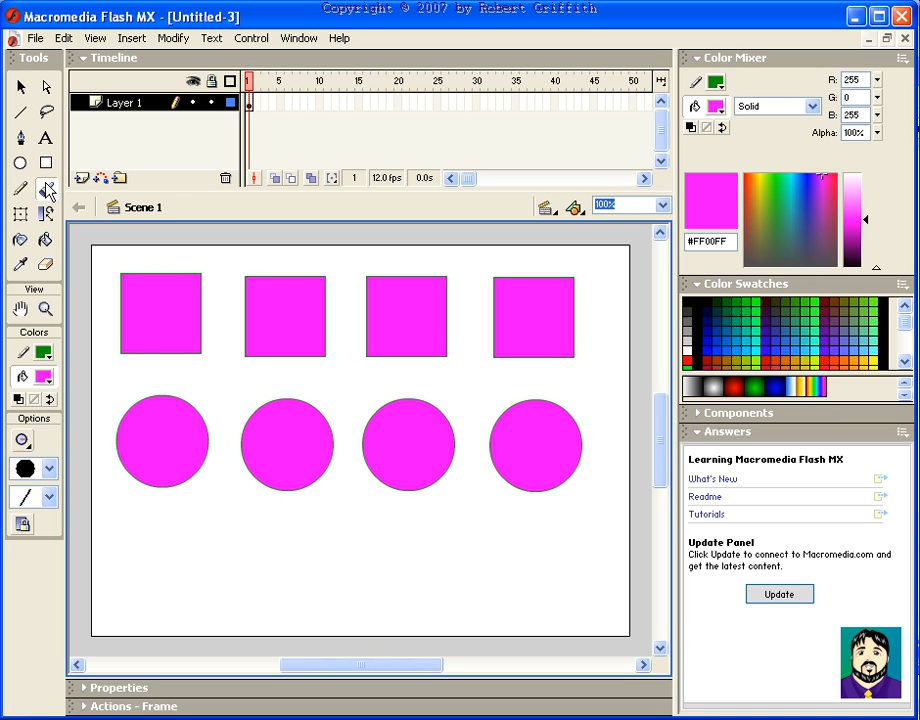 Macromedia Flash MX - [Untitled-3]
Copyright © 2007 by Robert Griffith
File Edit View Insert Modify Text Control Window Help
Tools
Timeline
1 5 10 15 20 25 30 35 40 45 50
Layer 1
1 12.0 fps 0.0s
Scene 1
100%
A
View
Colors
Options
Properties
Actions - Frame
Color Mixer
R: 255
Solid
G: 0
B: 255
Alpha: 100%
#FF00FF
Color Swatches
Components
Answers
Learning Macromedia Flash MX
What's New
Readme
Tutorials
Update Panel
Click Update to connect to Macromedia.com and
get the latest content.
Update